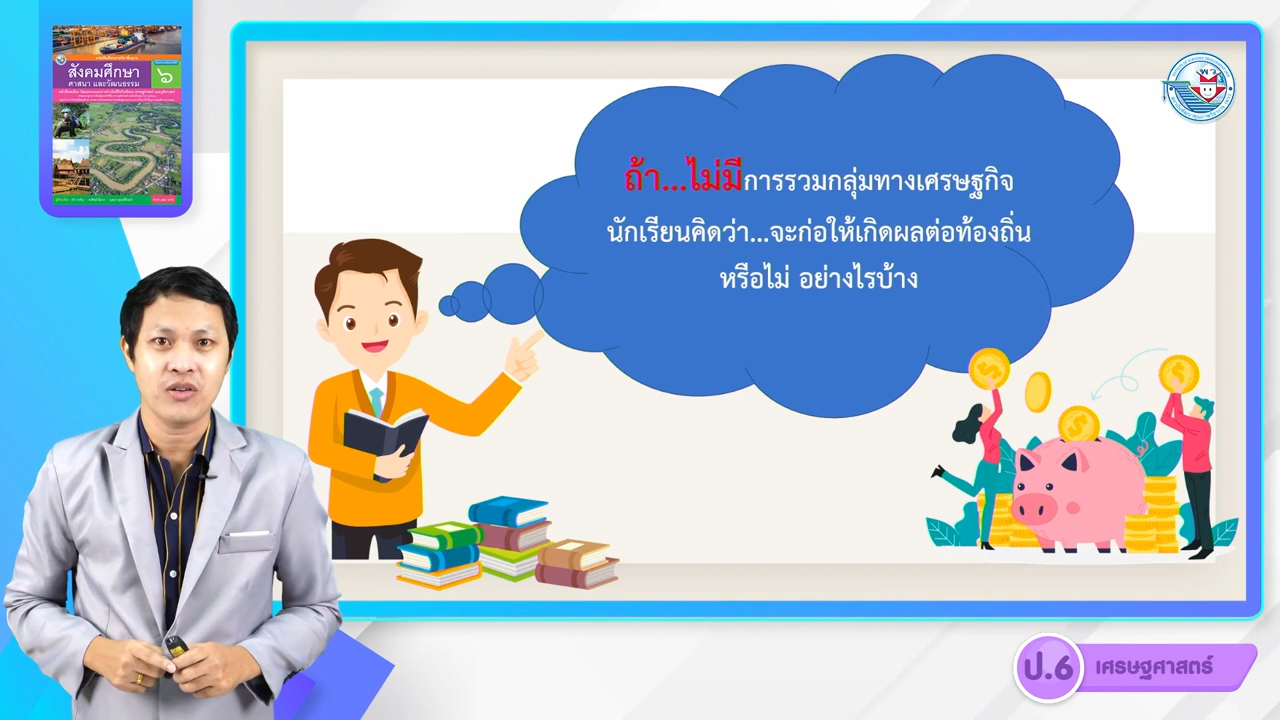 สังคมศึกษา
ศาสนา และวัฒนธรรม
๖
ถ้า...ไม่มีการรวมกลุ่มทางเศรษฐกิจ
นักเรียนคิดว่า...จะก่อให้เกิดผลต่อท้องถิ่น
หรือไม่ อย่างไรบ้าง
พว
ป.6
เศรษฐศาสตร์